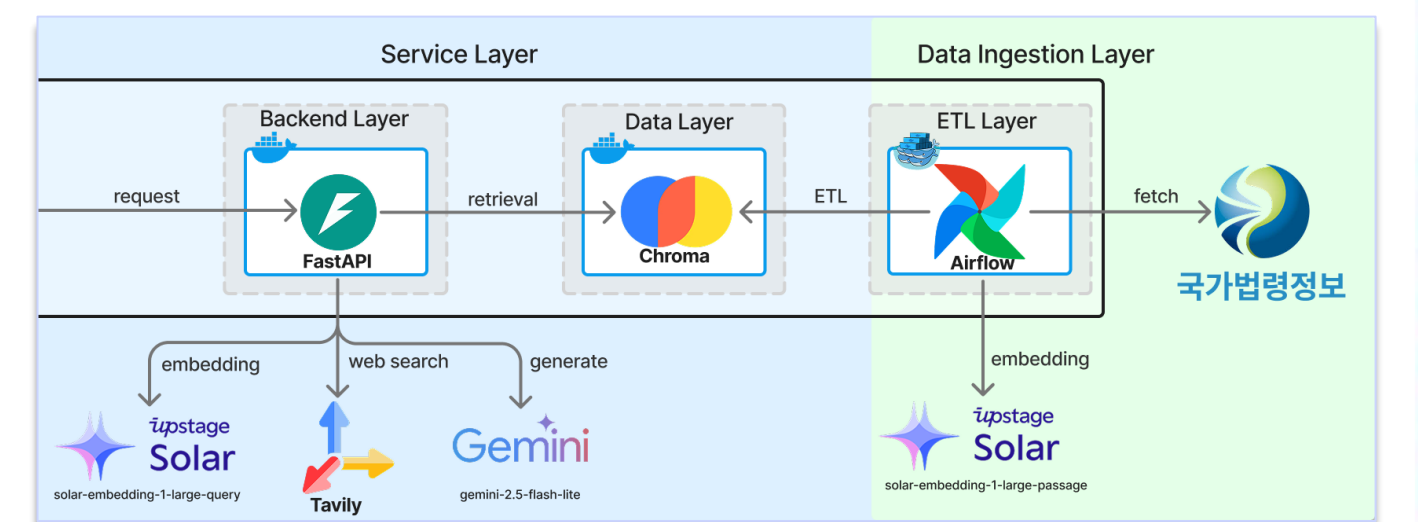 Service Layer
Data Ingestion Layer
Backend Layer
Data Layer
ETL Layer
request
retrieval
ETL
fetch
FastAPI
Chroma
Airflow
국가법령정보
embedding
web search
generate
embedding
upstage
Solar
solar-embedding-1-large-query
Tavily
Gemini
gemini-2.5-flash-lite
upstage
Solar
solar-embedding-1-large-passage